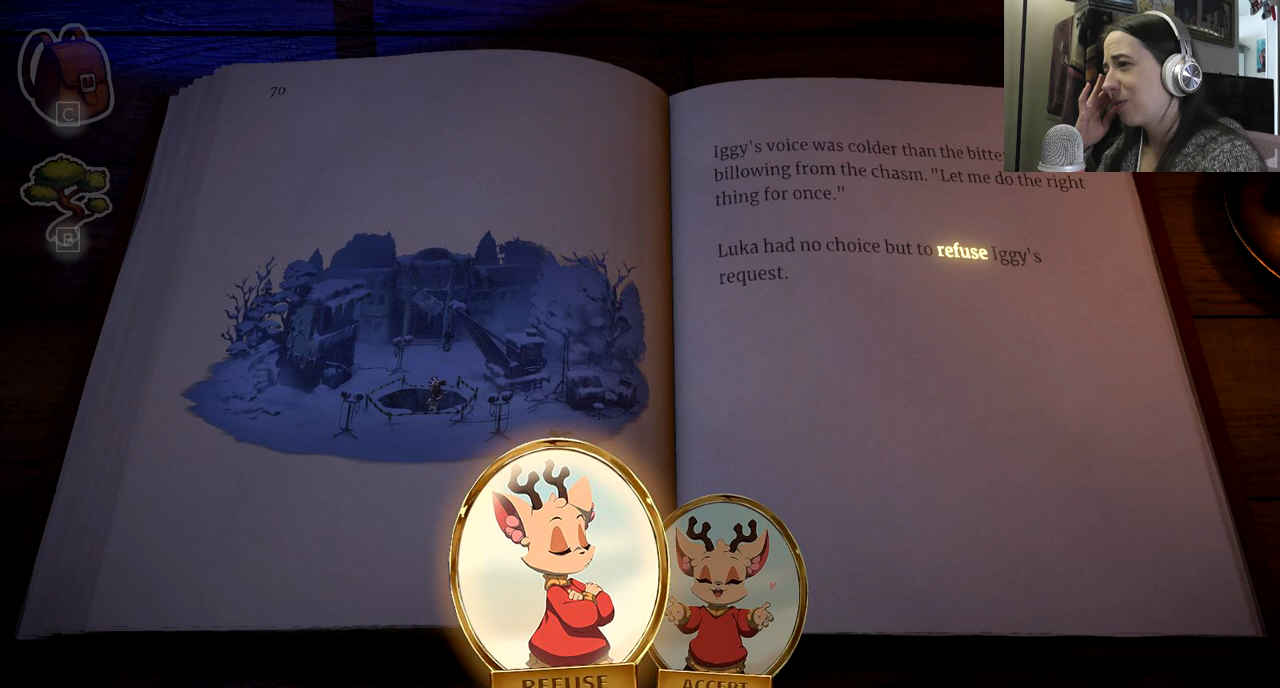 C
B
70
Iggy's voice was colder than the
billowing from the chasm. "Let me do the right
thing for once."
Luka had no choice but to refuse Iggy's
request.
REFUSE
ACCEPT